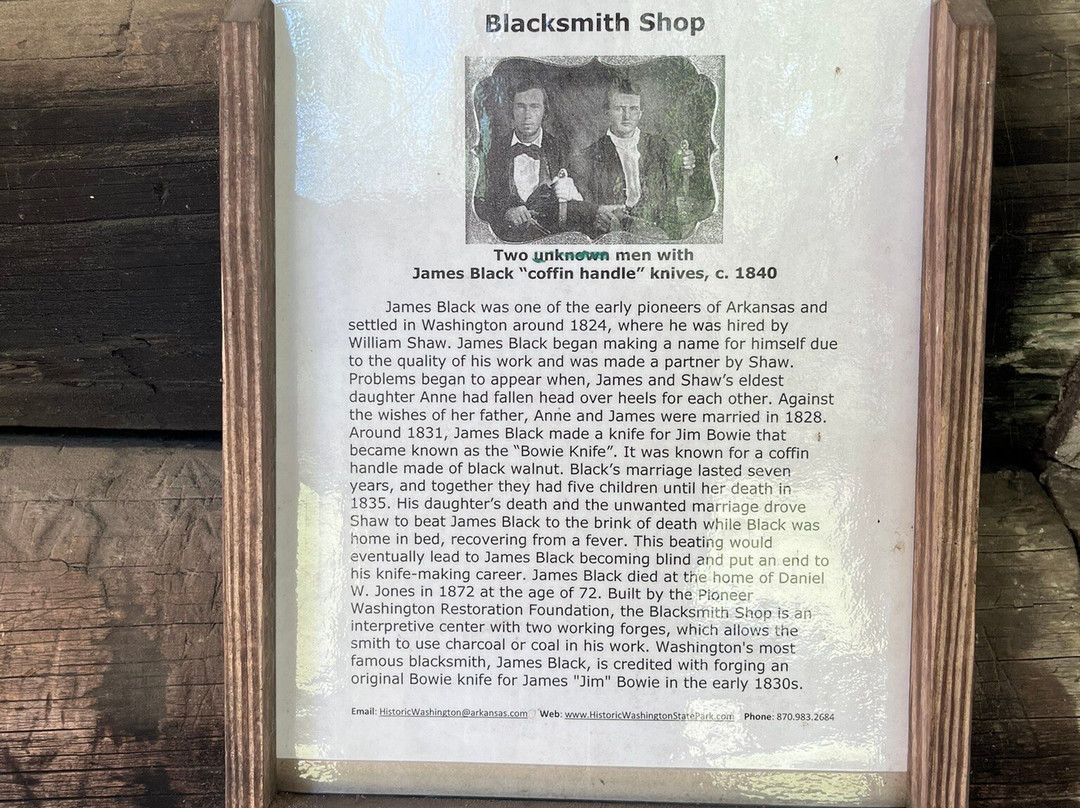 Blacksmith Shop
Two unknown men with
James Black “coffin handle” knives, c. 1840
James Black was one of the early pioneers of Arkansas and
settled in Washington around 1824, where he was hired by
William Shaw. James Black began making a name for himself due
to the quality of his work and was made a partner by Shaw.
Problems began to appear when, James and Shaw’s eldest
daughter Anne had fallen head over heels for each other. Against
the wishes of her father, Anne and James were married in 1828.
Around 1831, James Black made a knife for Jim Bowie that
became known as the “Bowie Knife”. It was known for a coffin
handle made of black walnut. Black’s marriage lasted seven
years, and together they had five children until her death in
1835. His daughter’s death and the unwanted marriage drove
Shaw to beat James Black to the brink of death while Black was
home in bed, recovering from a fever. This beating would
eventually lead to James Black becoming blind and put an end to
his knife-making career. James Black died at the home of Daniel
W. Jones in 1872 at the age of 72. Built by the Pioneer
Washington Restoration Foundation, the Blacksmith Shop is an
interpretive center with two working forges, which allows the
smith to use charcoal or coal in his work. Washington's most
famous blacksmith, James Black, is credited with forging an
original Bowie knife for James "Jim" Bowie in the early 1830s.
Email: HistoricWashington@arkansas.com Web: www.HistoricWashingtonStatePark.com Phone: 870.983.2684